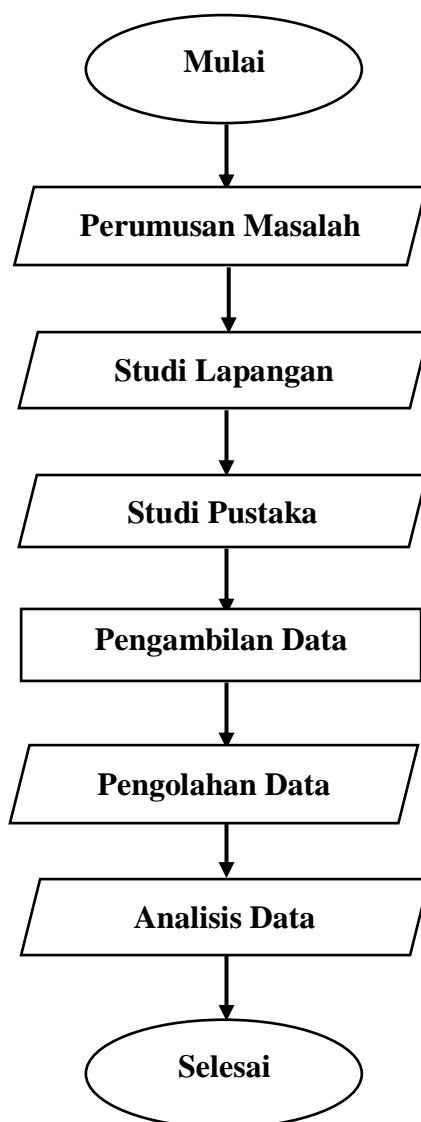 Mulai
Perumusan Masalah
Studi Lapangan
Studi Pustaka
Pengambilan Data
Pengolahan Data
Analisis Data
Selesai